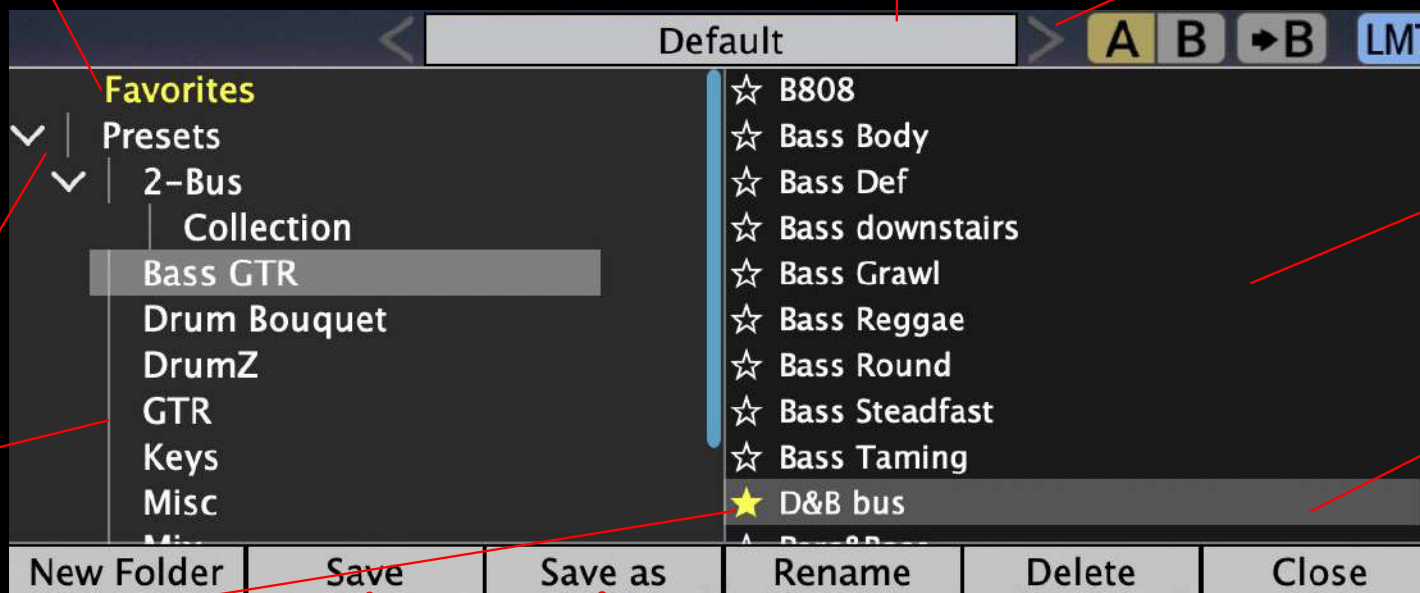 Default
A B →B LMT
Favorites
Presets
2-Bus
Collection
Bass GTR
Drum Bouquet
DrumZ
GTR
Keys
Misc
B808
Bass Body
Bass Def
Bass downstairs
Bass Grawl
Bass Reggae
Bass Round
Bass Steadfast
Bass Taming
D&B bus
New Folder Save Save as Rename Delete Close